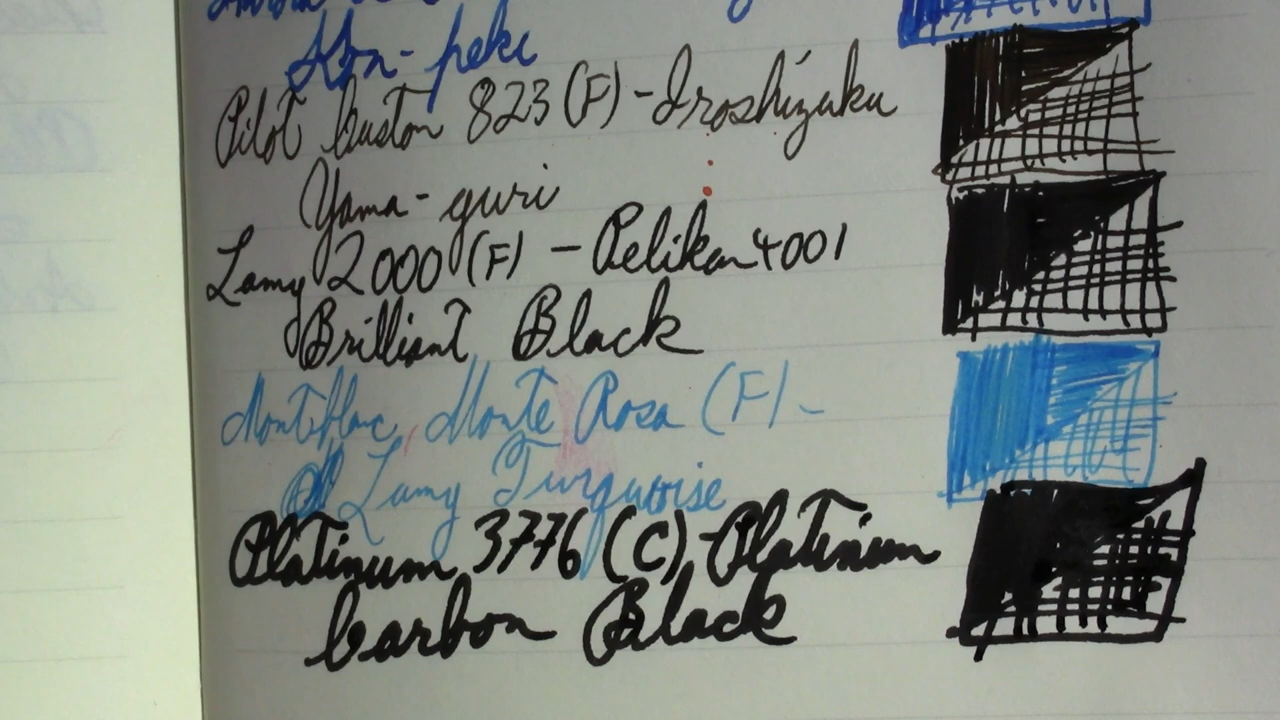 Kon-peki
Pilot Custom 823 (F) - Iroshizuku
Yama-guri
Lamy 2000 (F) - Pelikan 4001
Brilliant Black
Montblanc Monte Rosa (F) -
Lamy Turquoise
Platinum 3776 (C) - Platinum
Carbon Black